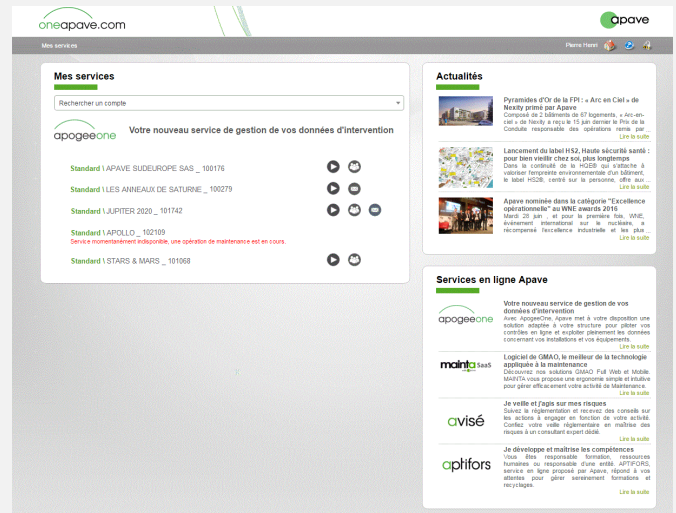 oneapave.com
apave
Mes services
Pierre Henri
Mes services
Rechercher un compte
apogeeone
Votre nouveau service de gestion de vos données d'intervention
Standard \ APAVE SUDEUROPE SAS _ 100176
Standard \ LES ANNEAUX DE SATURNE _ 100279
Standard \ JUPITER 2020 _ 101742
Standard \ APOLLO _ 102109
Service momentanément indisponible, une opération de maintenance est en cours.
Standard \ STARS & MARS _ 101068
Actualités
Pyramides d'Or de la FPI : « Arc en Ciel » de
Nexity primé par Apave
Composé de 2 bâtiments de 67 logements, « Arc-en-
ciel » de Nexity a reçu le 15 juin dernier le Prix de la
Conduite responsable des opérations remis par ...
Lire la suite
Lancement du label HS2, Haute sécurité santé :
pour bien vieillir chez soi, plus longtemps
Dans la continuité de la HQE® qui s'attache à
valoriser l'empreinte environnementale d'un bâtiment,
le label HS2®, centré sur la personne, offre aux ...
Lire la suite
Apave nominée dans la catégorie "Excellence
opérationnelle" au WNE awards 2016
Mardi 28 juin , et pour la première fois, WNE,
événement international sur le nucléaire, a
récompensé l'excellence industrielle et les plus ...
Lire la suite
Services en ligne Apave
apogeeone
Votre nouveau service de gestion de vos
données d'intervention
Avec ApogeeOne, Apave met à votre disposition une
solution adaptée à votre structure pour piloter vos
contrôles en ligne et exploiter pleinement les données
concernant vos installations et vos équipements.
Lire la suite
mainta SaaS
Logiciel de GMAO, le meilleur de la technologie
appliquée à la maintenance
Découvrez nos solutions GMAO Full Web et Mobile.
MAINTA vous propose une ergonomie simple et intuitive
pour gérer efficacement votre activité de Maintenance.
Lire la suite
avisé
Je veille et j'agis sur mes risques
Suivez la réglementation et recevez des conseils sur
les actions à engager en fonction de votre activité.
Confiez votre veille réglementaire en maîtrise des
risques à un consultant expert dédié.
Lire la suite
aptifors
Je développe et maîtrise les compétences
Vous êtes responsable formation, ressources
humaines ou responsable d'une entité. APTIFORS,
service en ligne proposé par Apave, répond à vos
attentes pour gérer sereinement formations et
recyclages.
Lire la suite